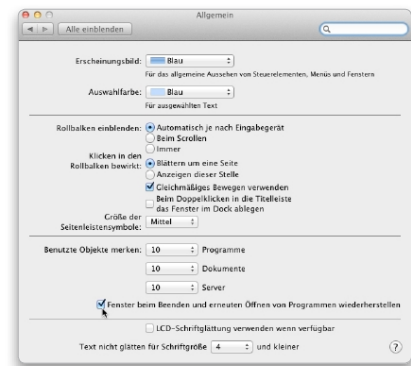 Allgemein
Alle einblenden
Erscheinungsbild: Blau
Für das allgemeine Aussehen von Steuerelementen, Menüs und Fenstern
Auswahlfarbe: Blau
Für ausgewählten Text
Rollbalken einblenden: Automatisch je nach Eingabegerät
Beim Scrollen
Immer
Klicken in den
Rollbalken bewirkt: Blättern um eine Seite
Anzeigen dieser Stelle
Gleichmäßiges Bewegen verwenden
Beim Doppelklicken in die Titelleiste
das Fenster im Dock ablegen
Größe der
Seitenleistensymbole: Mittel
Benutzte Objekte merken: 10 Programme
10 Dokumente
10 Server
Fenster beim Beenden und erneuten Öffnen von Programmen wiederherstellen
LCD-Schriftglättung verwenden wenn verfügbar
Text nicht glätten für Schriftgröße 4 und kleiner
?